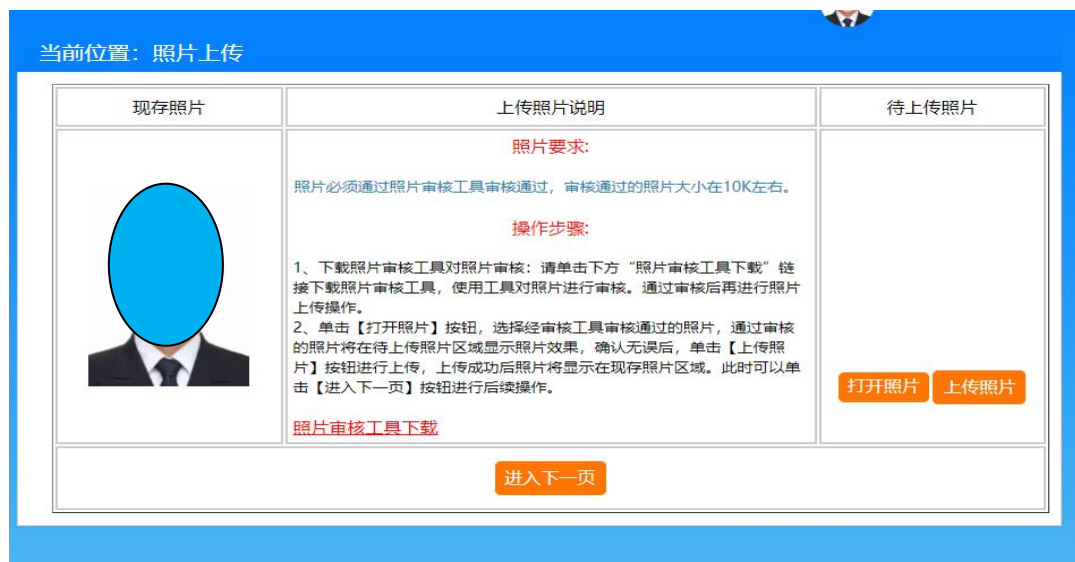 当前位置：照片上传
现存照片
上传照片说明
待上传照片
照片要求:
照片必须通过照片审核工具审核通过，审核通过的照片大小在10K左右。
操作步骤:
1、下载照片审核工具对照片审核：请单击下方“照片审核工具下载”链
接下载照片审核工具，使用工具对照片进行审核。通过审核后再进行照片
上传操作。
2、单击【打开照片】按钮，选择经审核工具审核通过的照片，通过审核
的照片将在待上传照片区域显示照片效果，确认无误后，单击【上传照
片】按钮进行上传，上传成功后照片将显示在现存照片区域。此时可以单
击【进入下一页】按钮进行后续操作。
照片审核工具下载
打开照片
上传照片
进入下一页